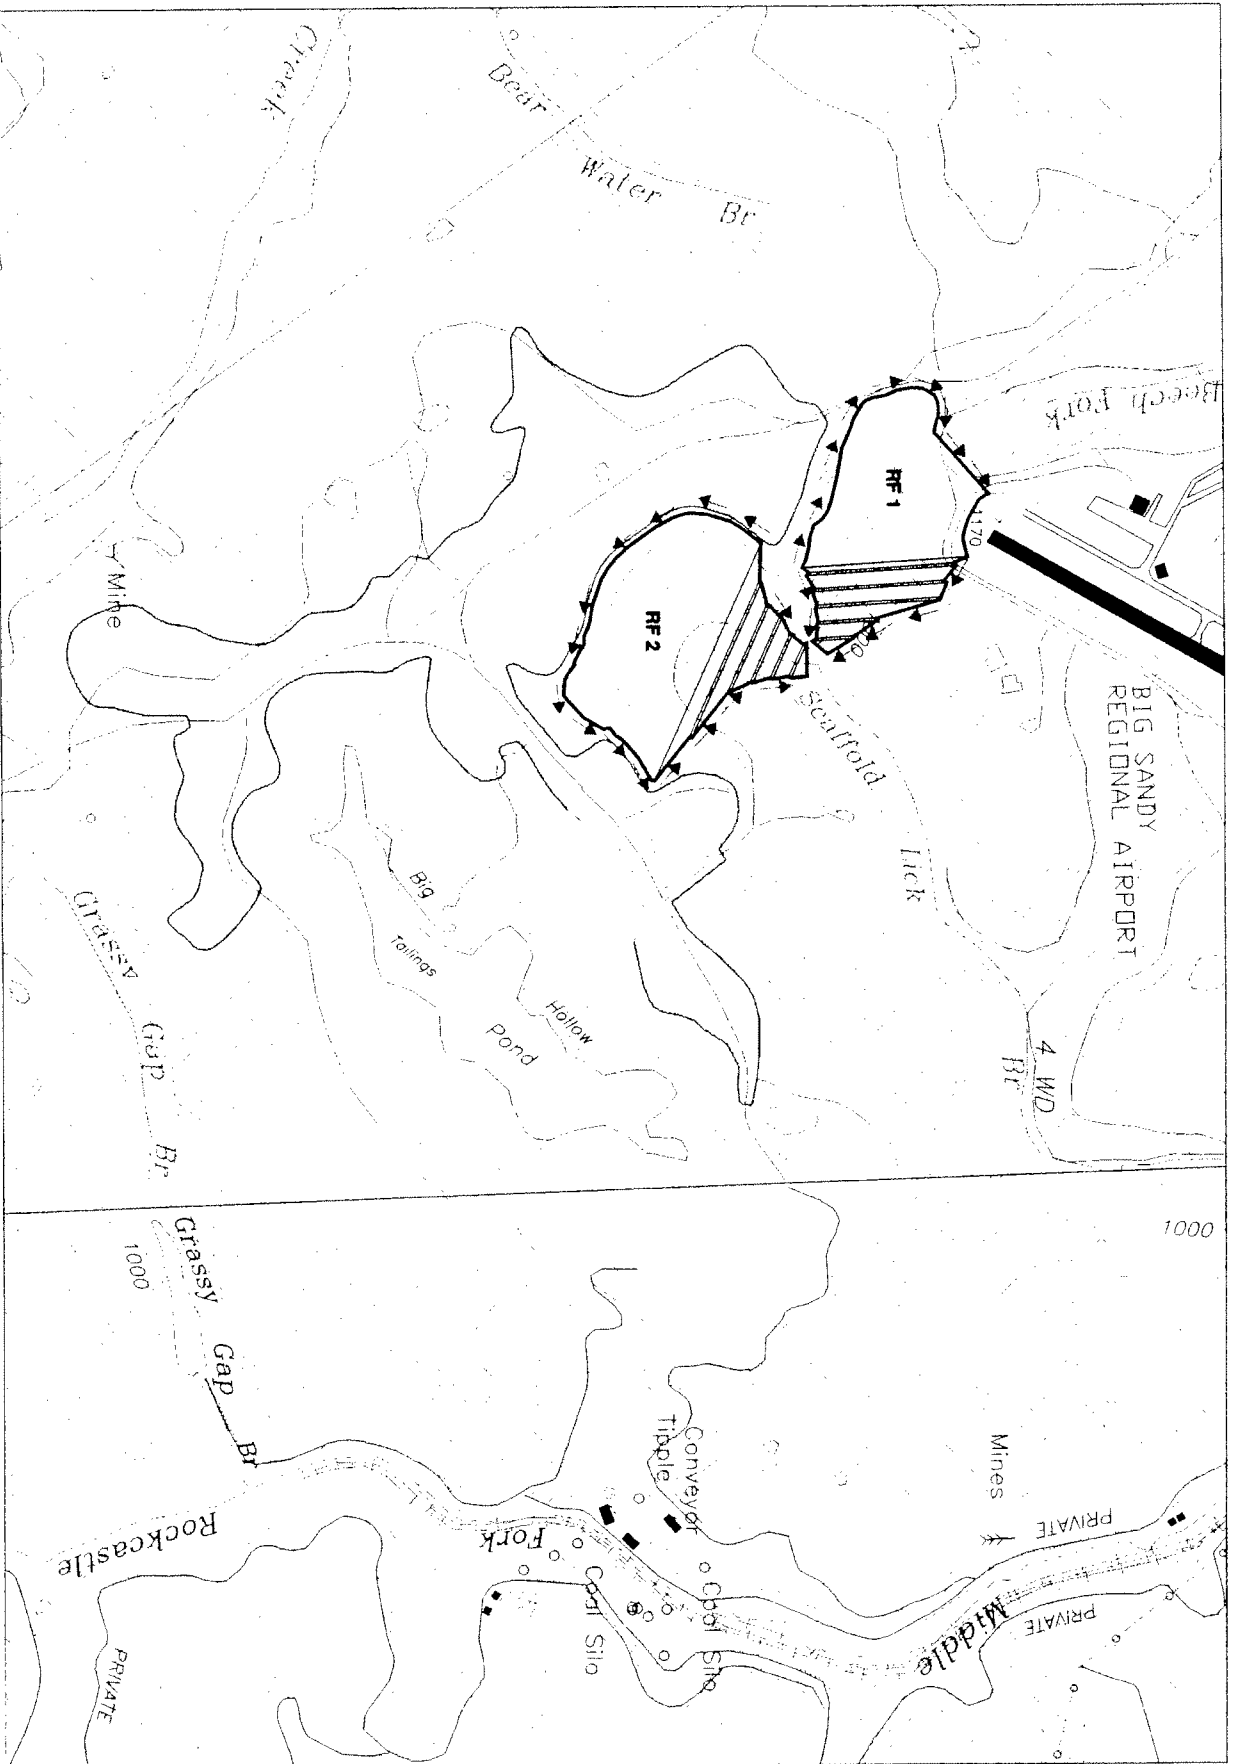 Creek
Bear
Water
Br
Beech Fork
RF 1
1170
RF 2
Mine
BIG SANDY
REGIONAL AIRPORT
Scaffold
Lick
Br
4 WD
Big
Tailings
Hollow
Pond
Grassy
Gap
Br
1000
Grassy
Gap
Br
1000
Mines
Conveyor
Tipple
PRIVATE
PRIVATE
Coal Silo
Coal Silo
Rockcastle
Fork
Middle
PRIVATE